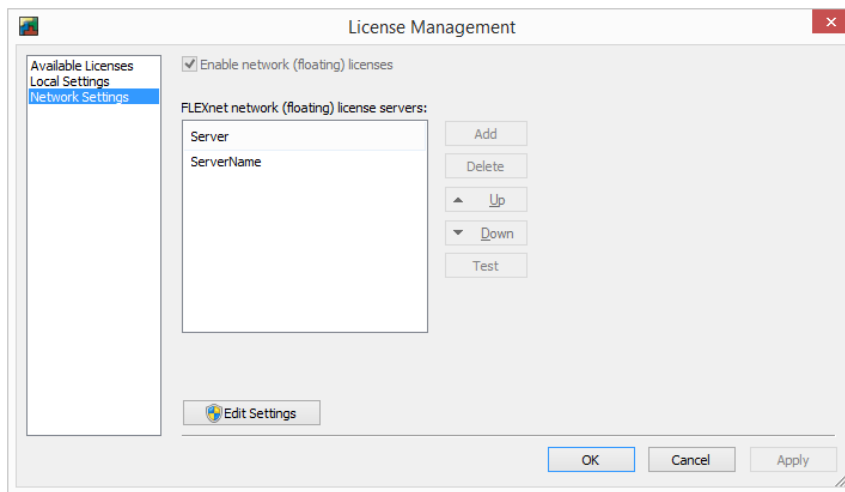 License Management
Available Licenses
Local Settings
Network Settings
Enable network (floating) licenses
FLEXnet network (floating) license servers:
Server
ServerName
Add
Delete
Up
Down
Test
Edit Settings
OK
Cancel
Apply